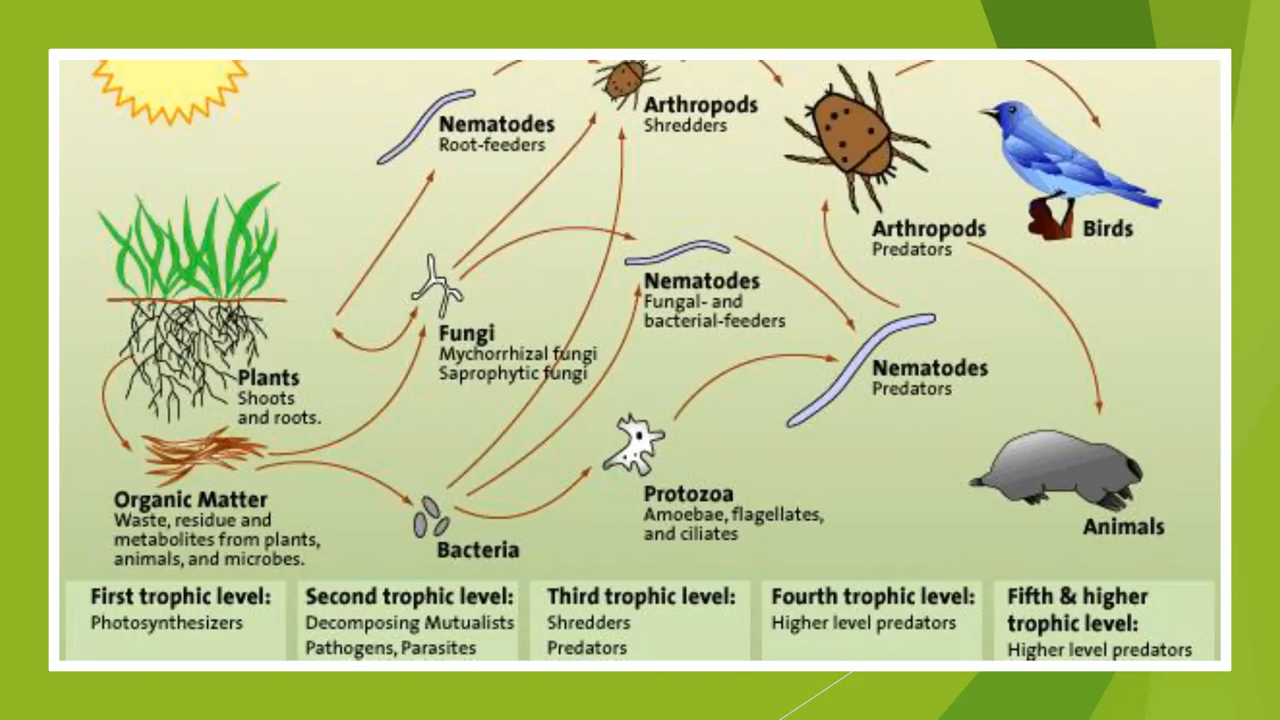 Nematodes
Root-feeders
Arthropods
Shredders
Arthropods
Predators
Birds
Nematodes
Fungal- and
bacterial-feeders
Fungi
Mychorrhizal fungi
Saprophytic fungi
Plants
Shoots
and roots.
Nematodes
Predators
Organic Matter
Waste, residue and
metabolites from plants,
animals, and microbes.
Bacteria
Protozoa
Amoebae, flagellates,
and ciliates
Animals
First trophic level:
Photosynthesizers
Second trophic level:
Decomposing Mutualists
Pathogens, Parasites
Third trophic level:
Shredders
Predators
Fourth trophic level:
Higher level predators
Fifth & higher
trophic level:
Higher level predators